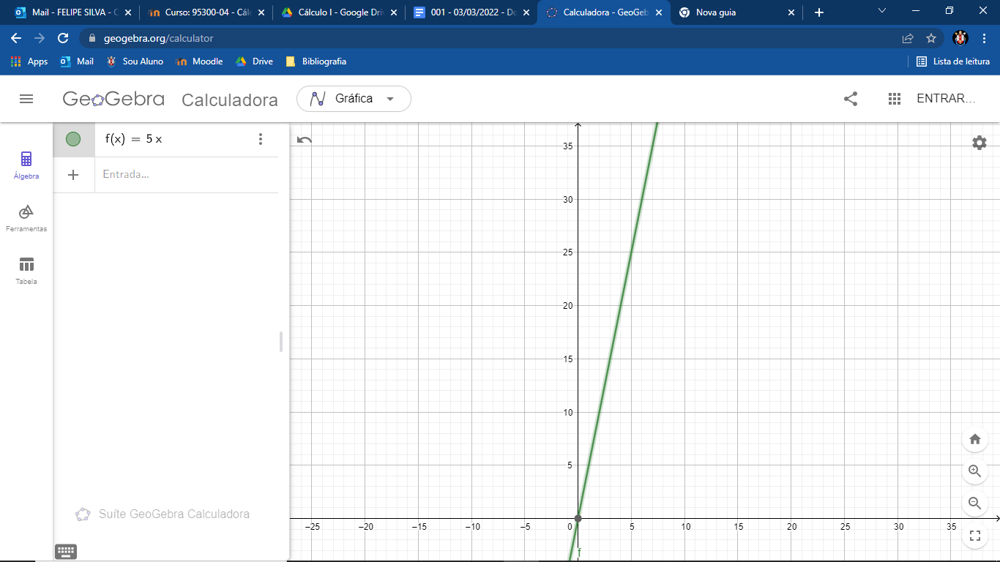 Mail - FELIPE SILVA - C
Curso: 95300-04 - Cál
Cálculo I - Google Dri
001 - 03/03/2022 - Do
Calculadora - GeoGeb
Nova guia
geogebra.org/calculator
Apps
Mail
Sou Aluno
Moodle
Drive
Bibliografia
Lista de leitura
GeoGebra
Calculadora
Gráfica
ENTRAR...
Álgebra
Ferramentas
Tabela
f(x) = 5 x
Entrada...
Suíte GeoGebra Calculadora
35
30
25
20
15
10
5
−25
−20
−15
−10
−5
0
5
10
15
20
25
30
35
f